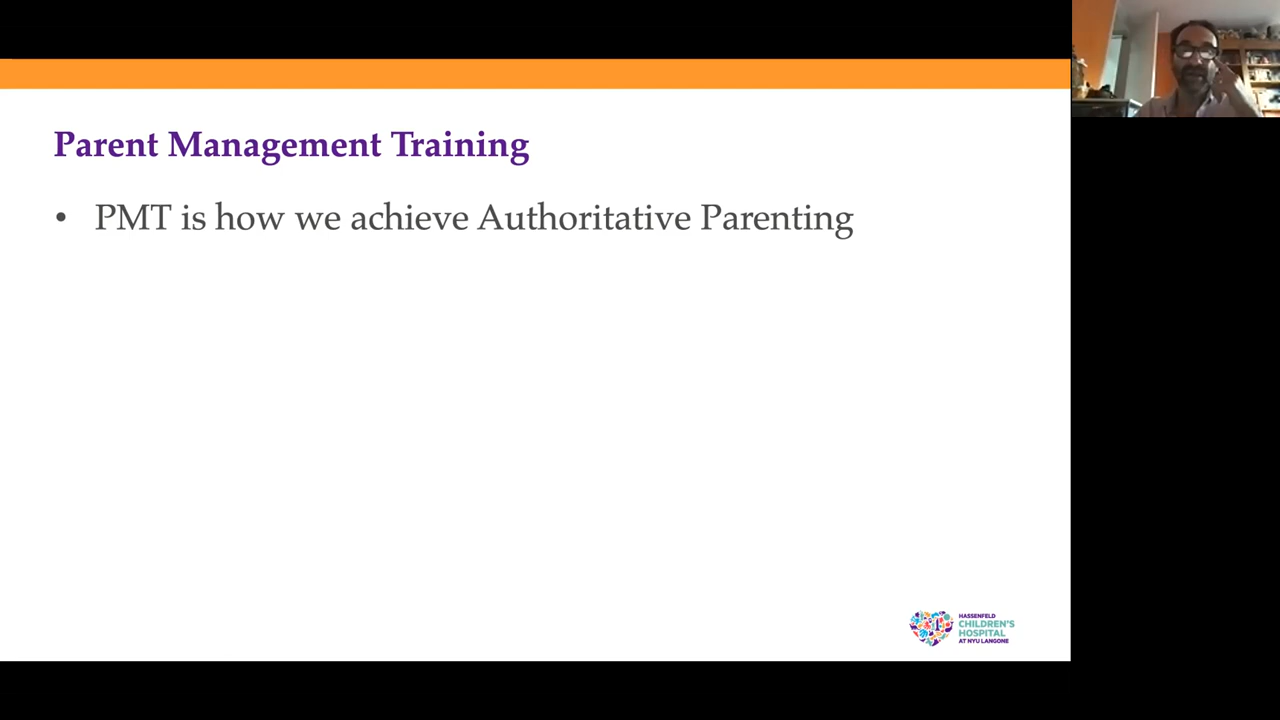 Parent Management Training
• PMT is how we achieve Authoritative Parenting
HASSENFELD
CHILDREN'S
HOSPITAL
AT NYU LANGONE